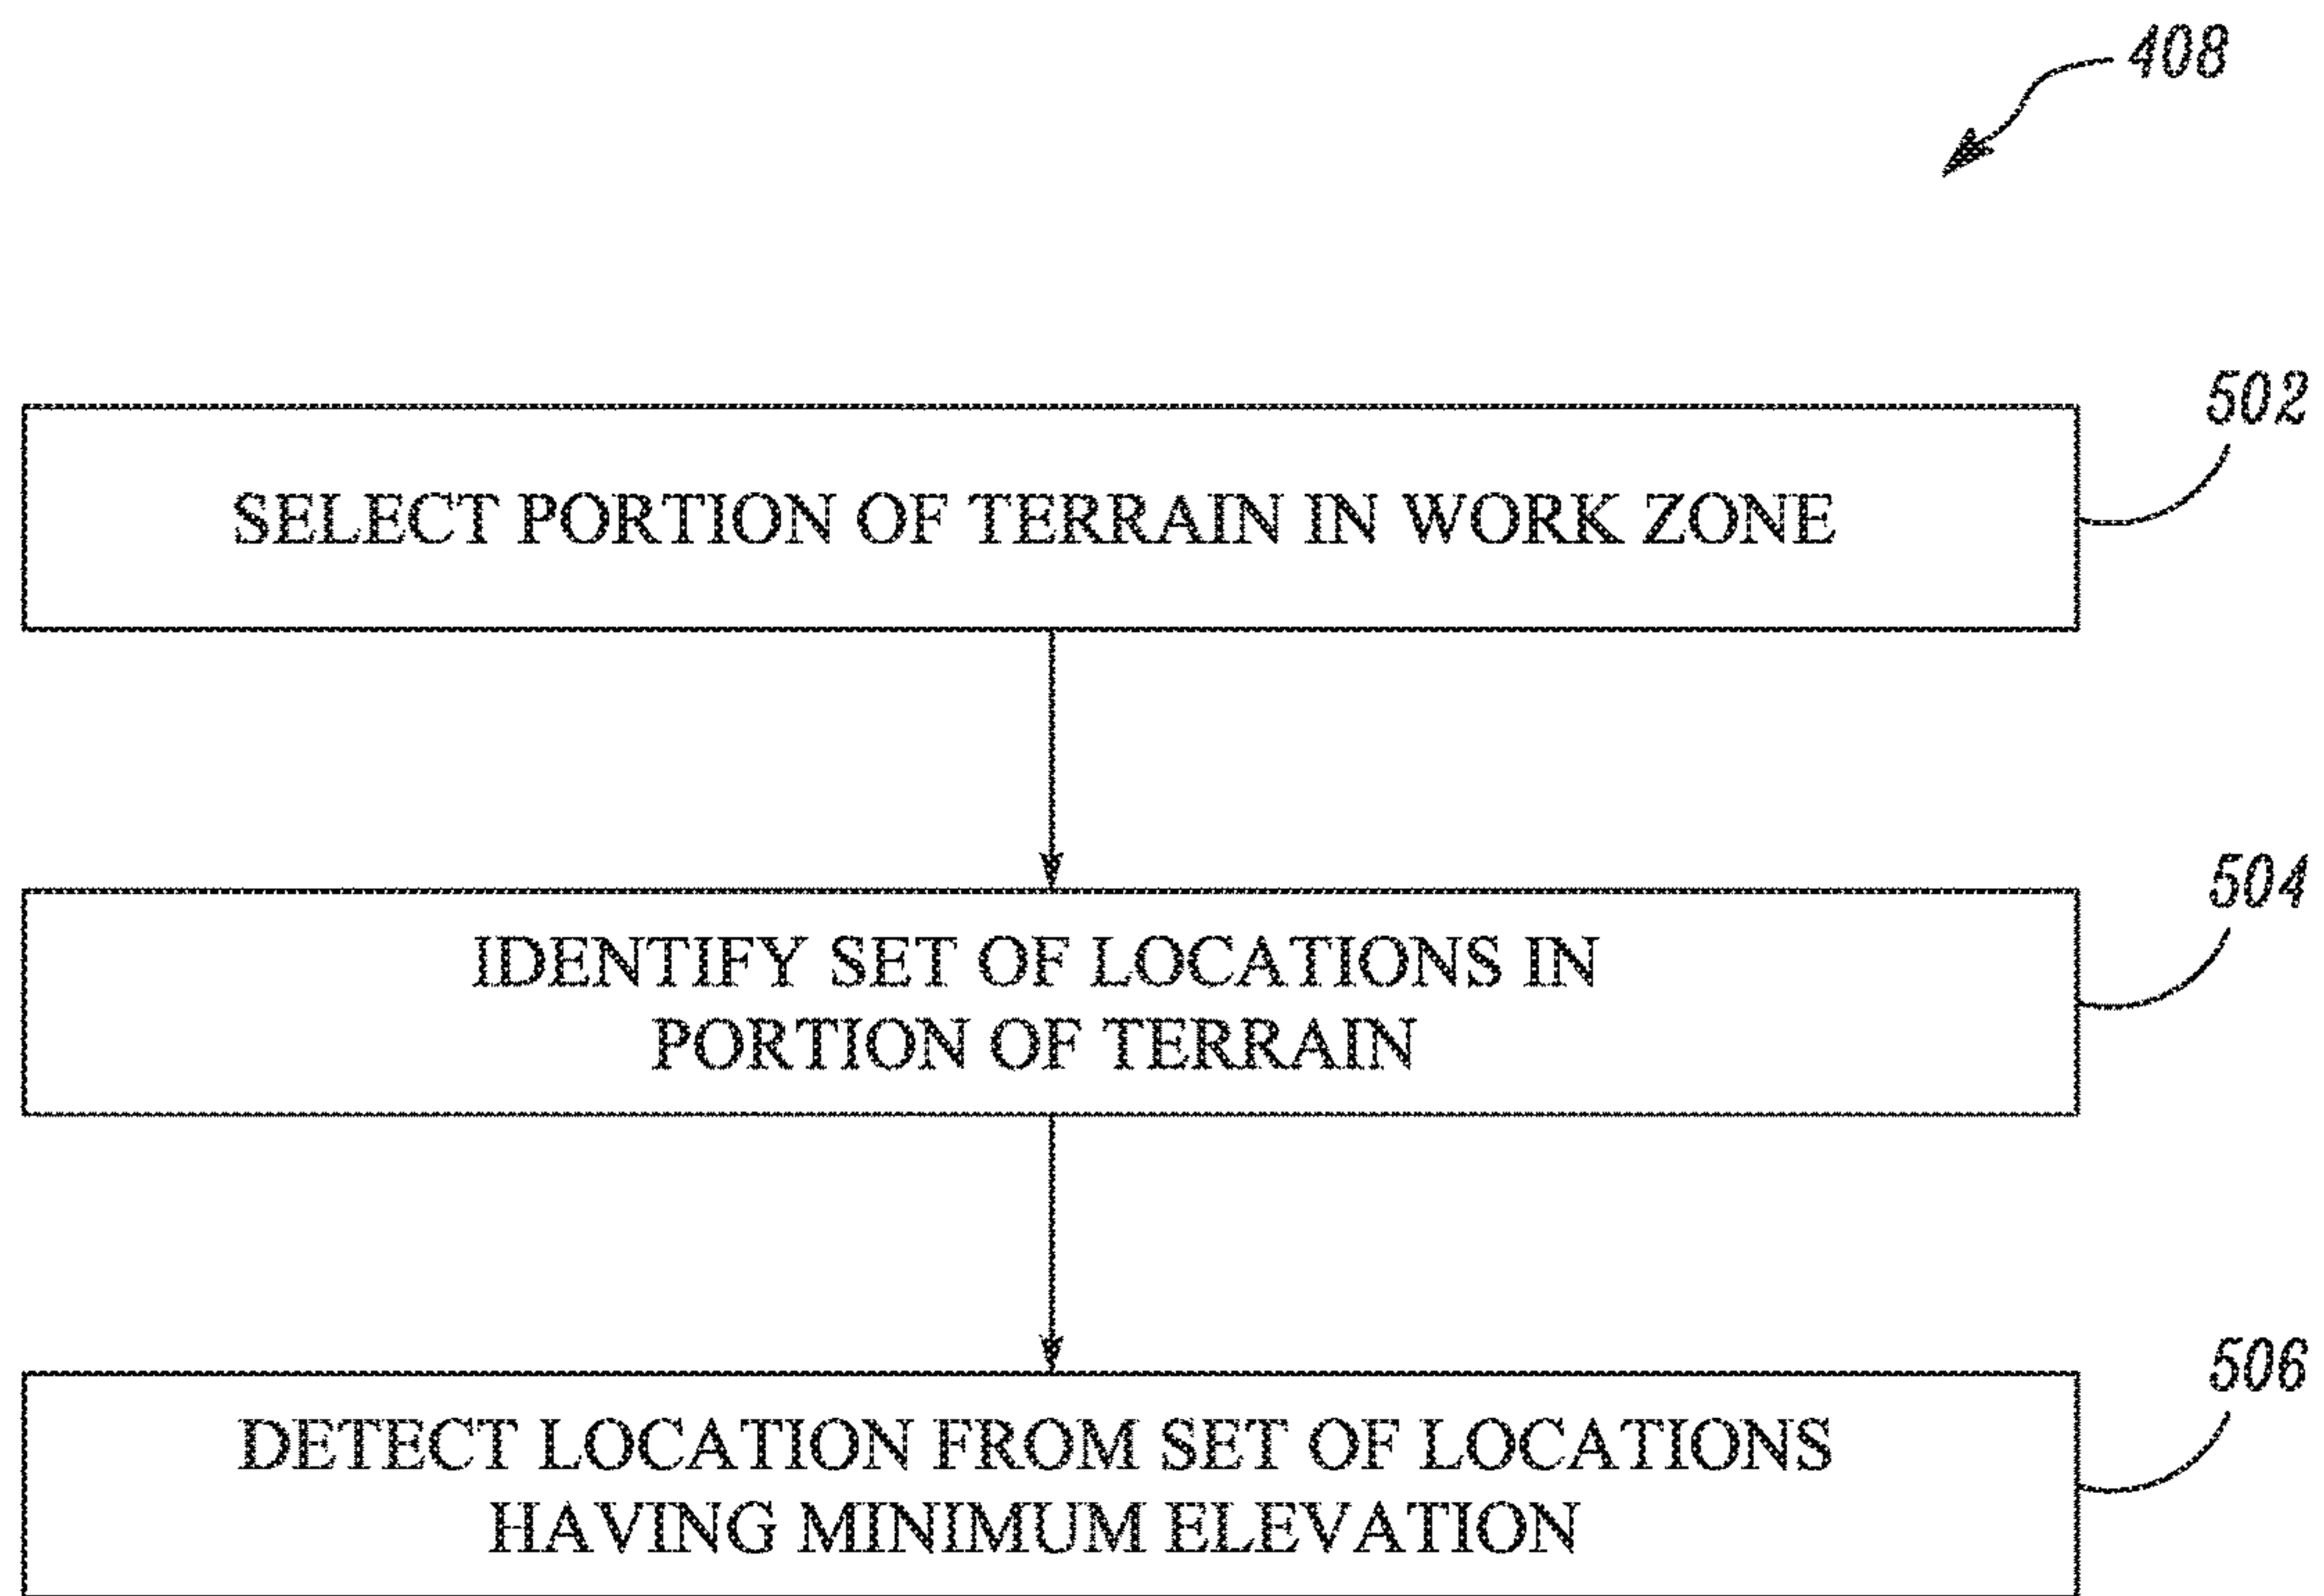 408
502
SELECT PORTION OF TERRAIN IN WORK ZONE
504
IDENTIFY SET OF LOCATIONS IN
PORTION OF TERRAIN
506
DETECT LOCATION FROM SET OF LOCATIONS
HAVING MINIMUM ELEVATION